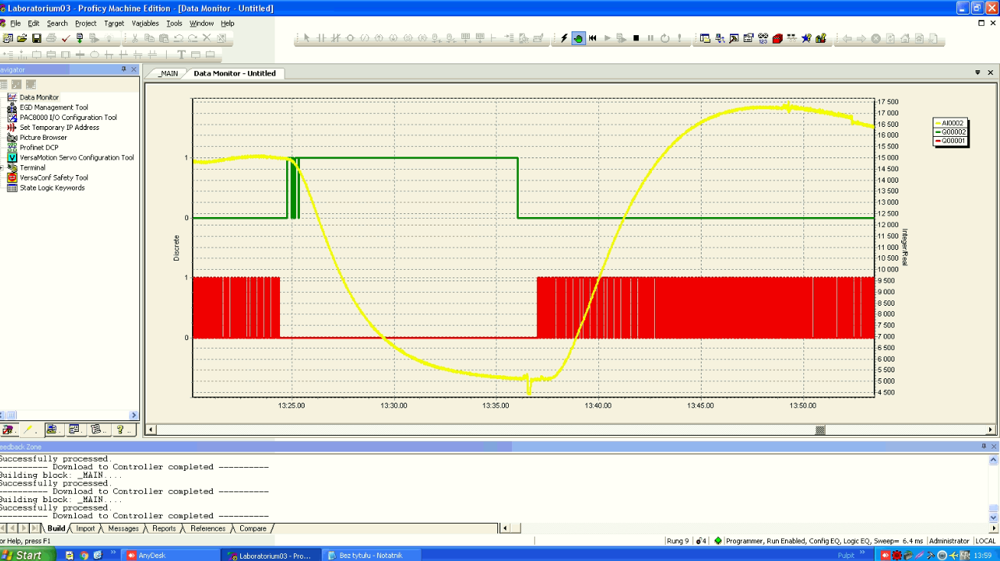 Laboratorium03 - Proficy Machine Edition - [Data Monitor - Untitled]
File Edit Search Project Target Variables Tools Window Help
avigator
_MAIN Data Monitor - Untitled
Data Monitor
EGD Management Tool
PAC8000 I/O Configuration Tool
Set Temporary IP Address
Picture Browser
Profinet DCP
VersaMotion Servo Configuration Tool
Terminal
VersaConf Safety Tool
State Logic Keywords
Discrete
1
0
1
0
17 500
17 000
16 500
16 000
15 500
15 000
14 500
14 000
13 500
13 000
12 500
12 000
11 500
11 000
10 500
10 000
9 500
9 000
8 500
8 000
7 500
7 000
6 500
6 000
5 500
5 000
4 500
Integer/Real
13:25.00 13:30.00 13:35.00 13:40.00 13:45.00 13:50.00
AI0002
Q00002
Q00001
eedback Zone
Successfully processed.
---------- Download to Controller completed ----------
Building block: _MAIN....
Successfully processed.
---------- Download to Controller completed ----------
Building block: _MAIN....
Successfully processed.
---------- Download to Controller completed ----------
Build Import Messages Reports References Compare
or Help, press F1
Rung 9 4 Programmer, Run Enabled, Config EQ, Logic EQ, Sweep= 6.4 ms Administrator LOCAL
Start AnyDesk Laboratorium03 - Pro... Bez tytułu - Notatnik Pulpit 13:59